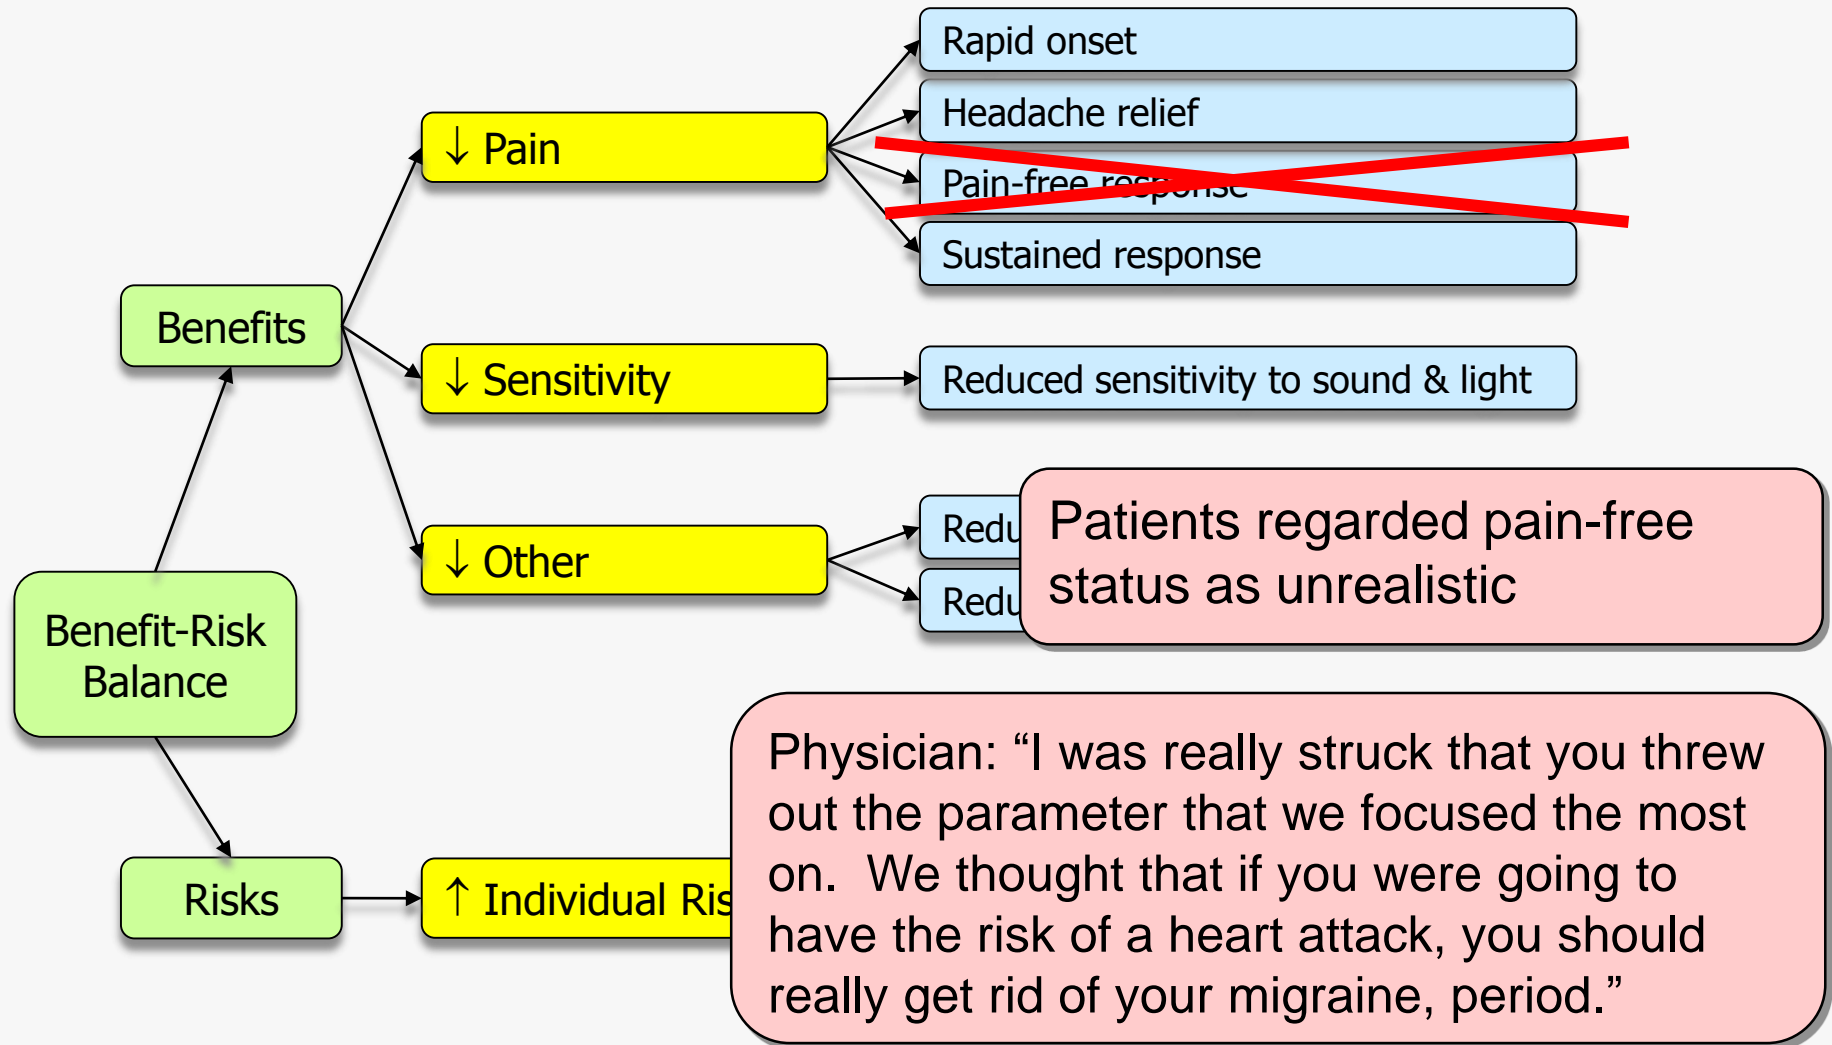 Rapid onset
Headache relief
↓ Pain
Pain-free response
Sustained response
Benefits
↓ Sensitivity
Reduced sensitivity to sound & light
↓ Other
Patients regarded pain-free
status as unrealistic
Benefit-Risk
Balance
Physician: “I was really struck that you threw
out the parameter that we focused the most
on.  We thought that if you were going to
have the risk of a heart attack, you should
really get rid of your migraine, period.”
Risks
↑ Individual